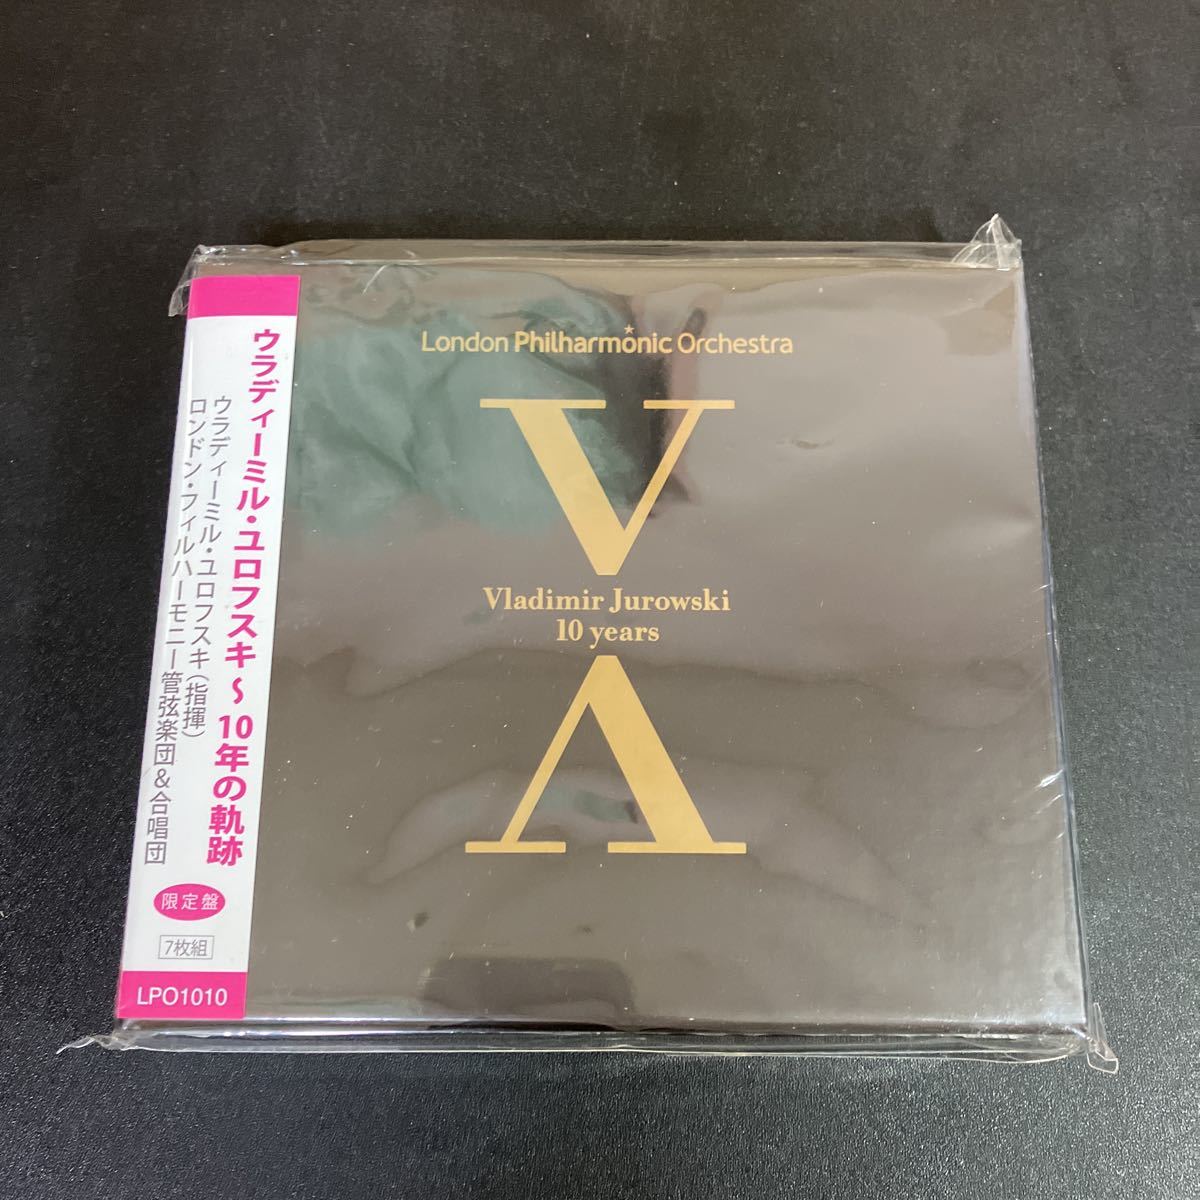 London Philharmonic Orchestra
V
Vladimir Jurowski
10 years
V
ウラディーミル・ユロフスキ〜10年の軌跡
ウラディーミル・ユロフスキ(指揮)
ロンドン・フィルハーモニー管弦楽団&合唱団
限定盤
7枚組
LPO1010